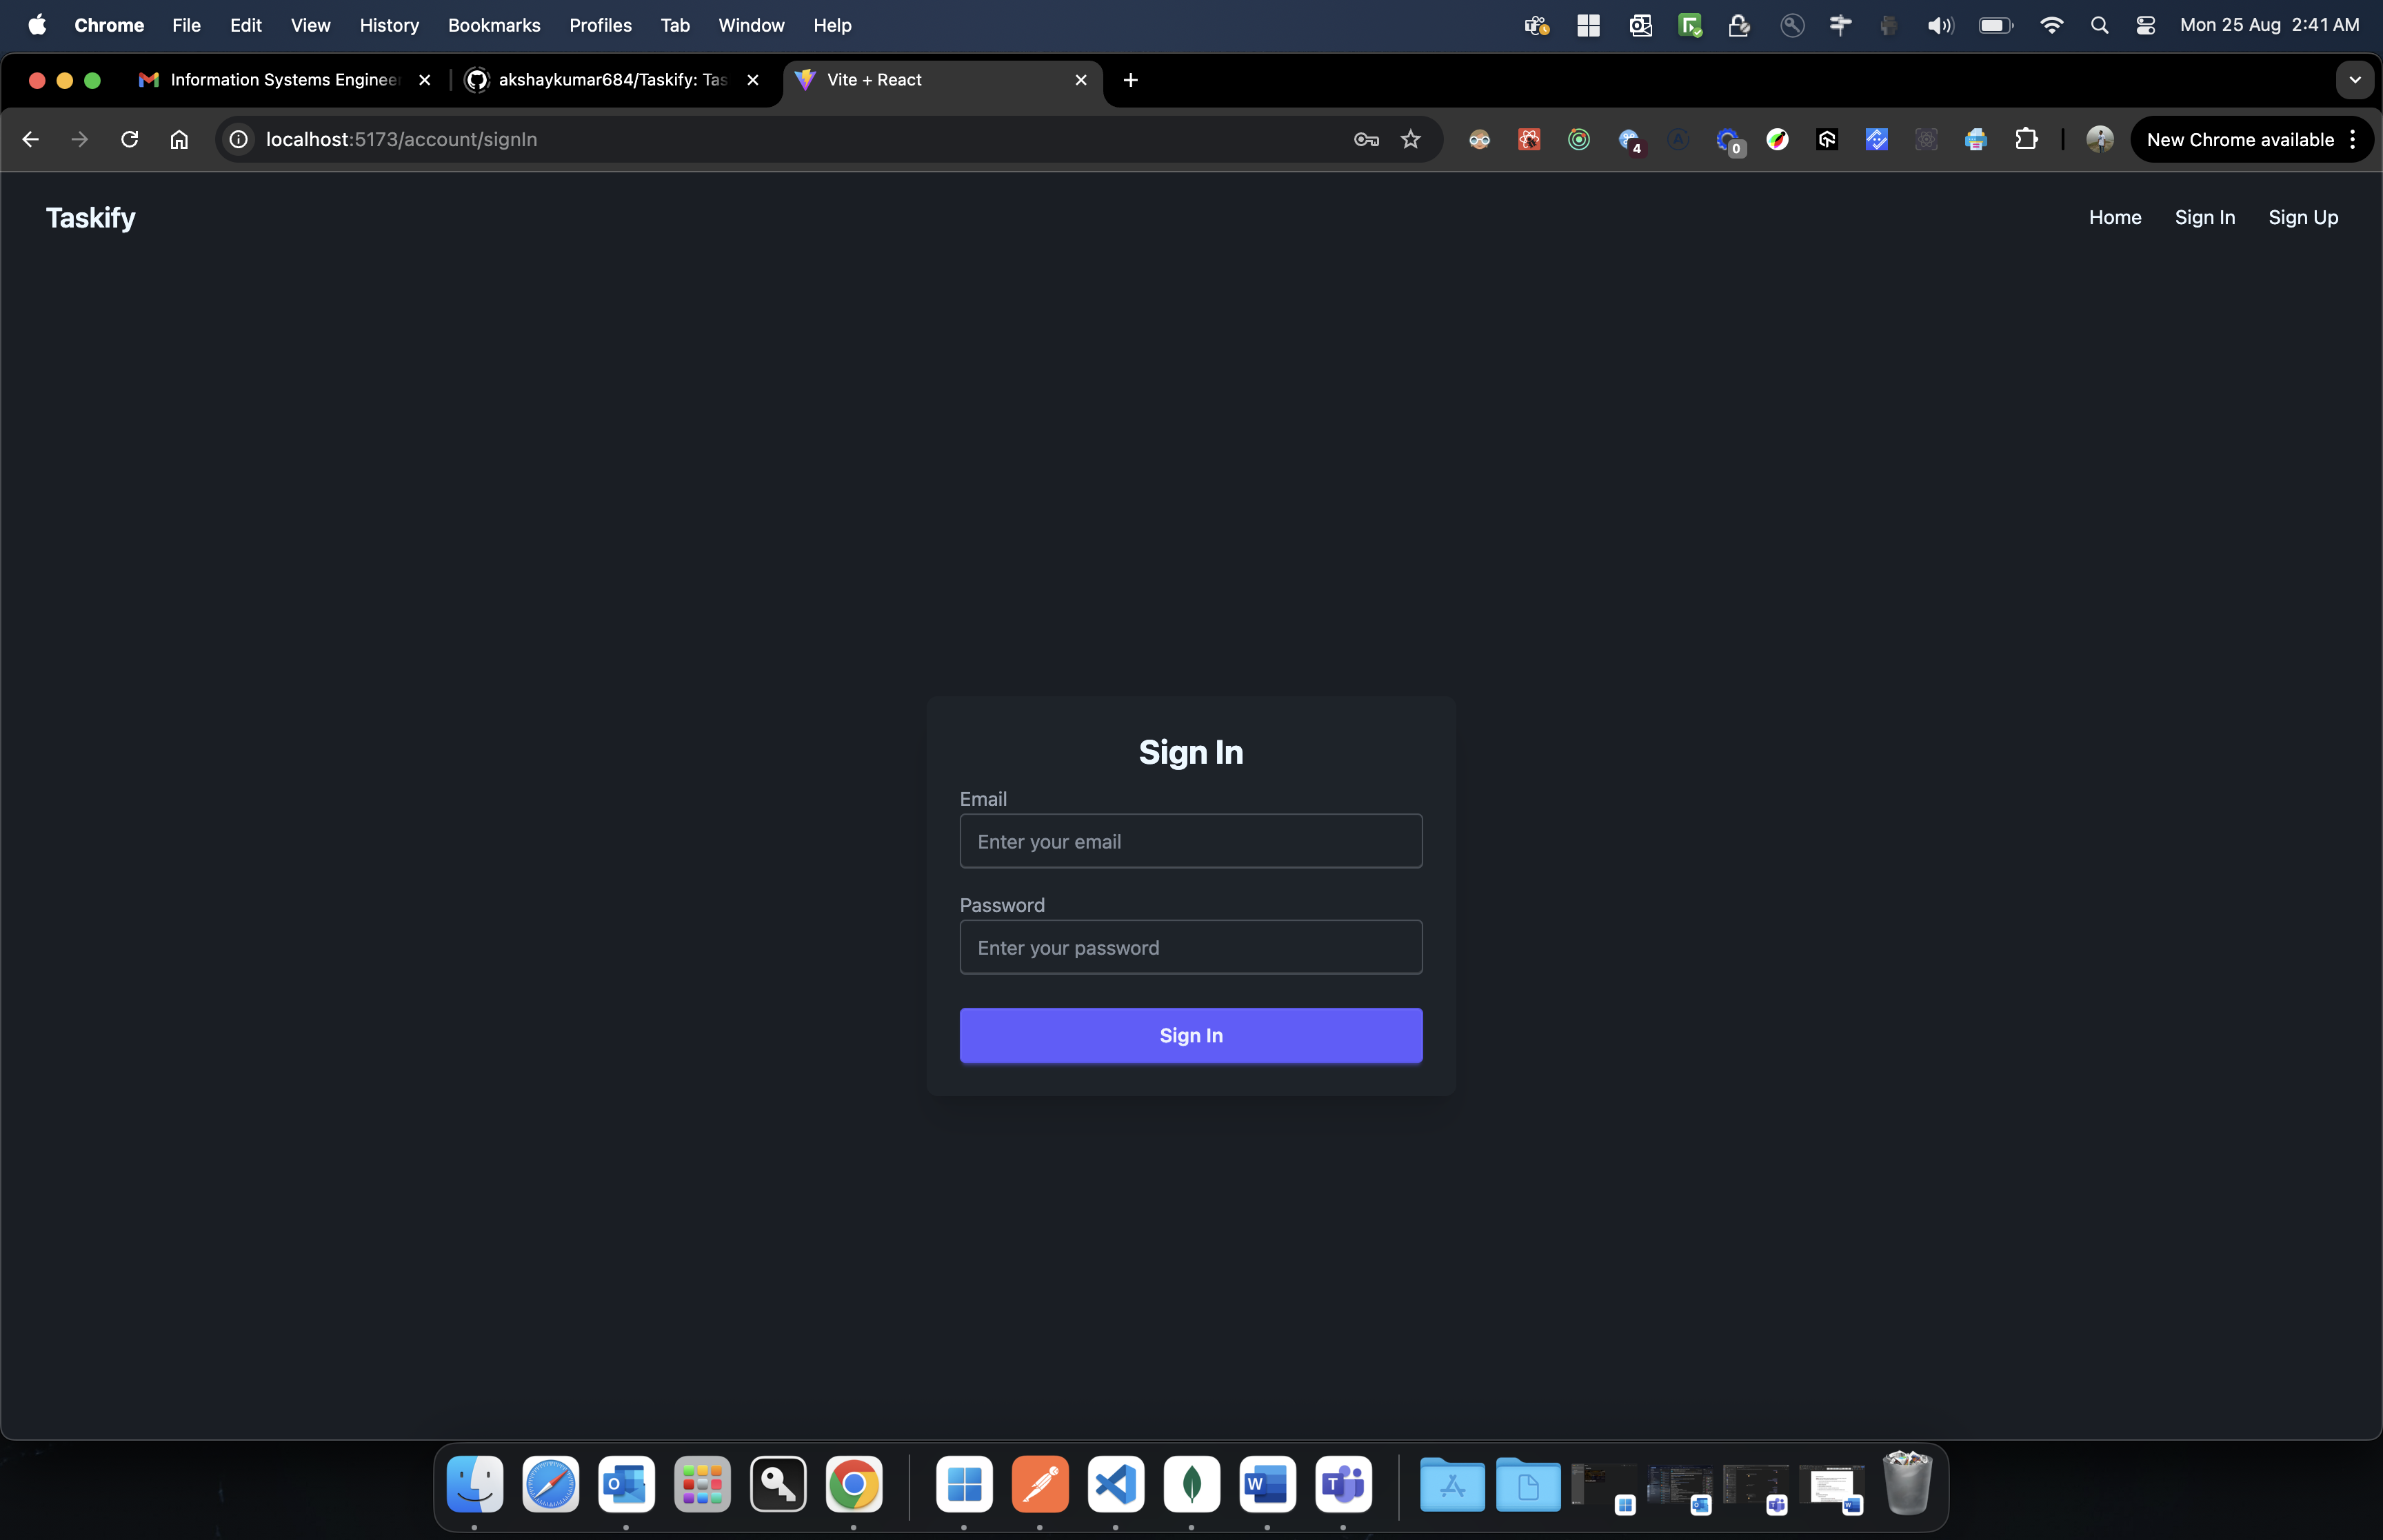 Chrome File Edit View History Bookmarks Profiles Tab Window Help Mon 25 Aug 2:41 AM
Information Systems Engineer akshaykumar684/Taskify: Tas Vite + React
localhost:5173/account/signIn 4 0 New Chrome available
Taskify Home Sign In Sign Up
Sign In
Email
Enter your email
Password
Enter your password
Sign In